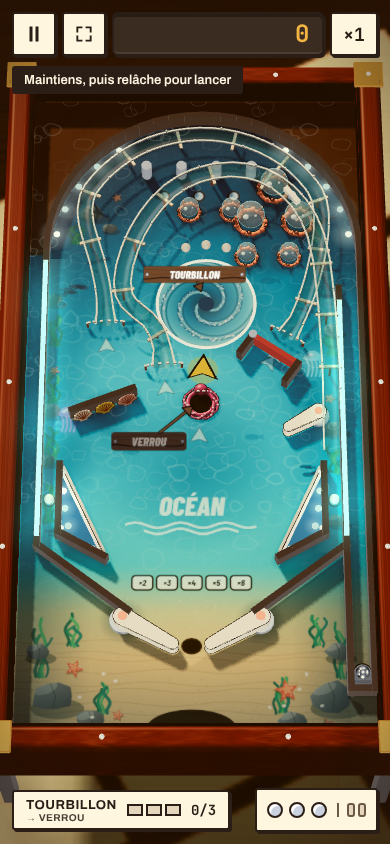 0
×1
Maintiens, puis relâche pour lancer
TOURBILLON
VERROU
OCÉAN
×2 ×3 ×4 ×5 ×8
TOURBILLON 0/3
→ VERROU